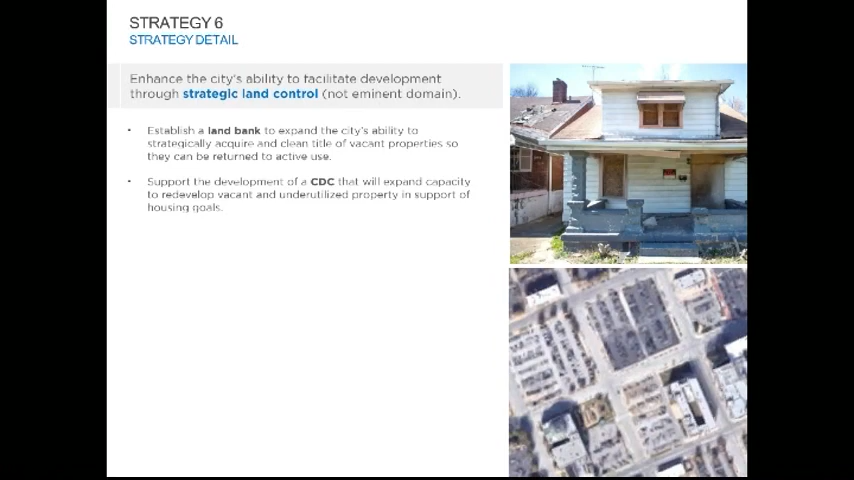 STRATEGY 6
STRATEGY DETAIL
Enhance the city's ability to facilitate development
through strategic land control (not eminent domain).
• Establish a land bank to expand the city's ability to
strategically acquire and clean title of vacant properties so
they can be returned to active use.
• Support the development of a CDC that will expand capacity
to redevelop vacant and underutilized property in support of
housing goals.